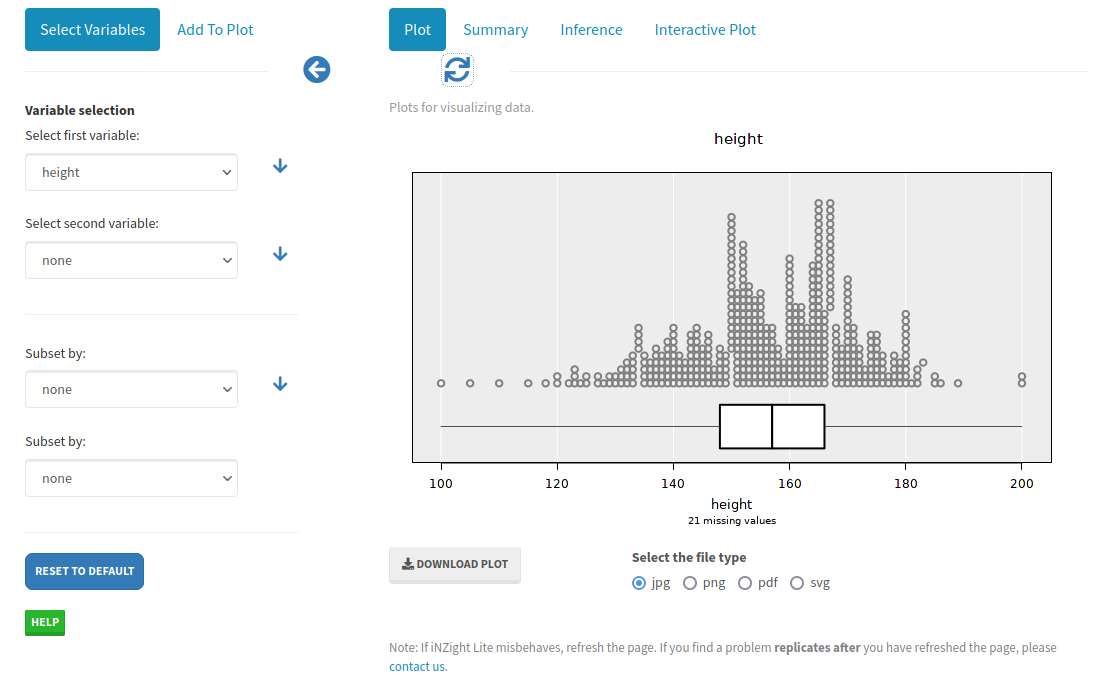 Select Variables
Add To Plot
Variable selection
Select first variable:
height
Select second variable:
none
Subset by:
none
Subset by:
none
RESET TO DEFAULT
HELP
Plot
Summary
Inference
Interactive Plot
Plots for visualizing data.
height
100 120 140 160 180 200
height
21 missing values
DOWNLOAD PLOT
Select the file type
jpg png pdf svg
Note: If iNZight Lite misbehaves, refresh the page. If you find a problem replicates after you have refreshed the page, please
contact us.